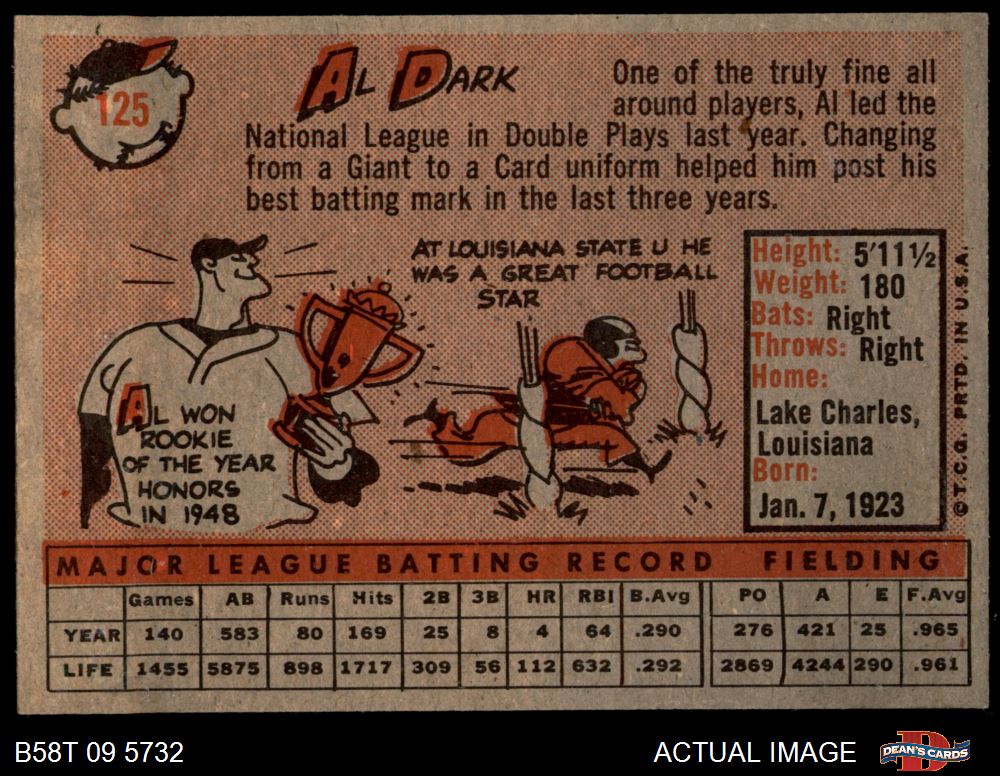 125
AL DARK
One of the truly fine all
around players, Al led the
National League in Double Plays last year. Changing
from a Giant to a Card uniform helped him post his
best batting mark in the last three years.
AL WON
ROOKIE
OF THE YEAR
HONORS
IN 1948
AT LOUISIANA STATE U HE
WAS A GREAT FOOTBALL
STAR
Height: 5'11½
Weight: 180
Bats: Right
Throws: Right
Home:
Lake Charles,
Louisiana
Born:
Jan. 7, 1923
© T.C.G. PRTD. IN U.S.A.
MAJOR LEAGUE BATTING RECORD FIELDING
Games AB Runs Hits 2B 3B HR RBI B.Avg PO A E F.Avg
YEAR 140 583 80 169 25 8 4 64 .290 276 421 25 .965
LIFE 1455 5875 898 1717 309 56 112 632 .292 2869 4244 290 .961
B58T 09 5732
ACTUAL IMAGE
D
DEAN'S CARDS